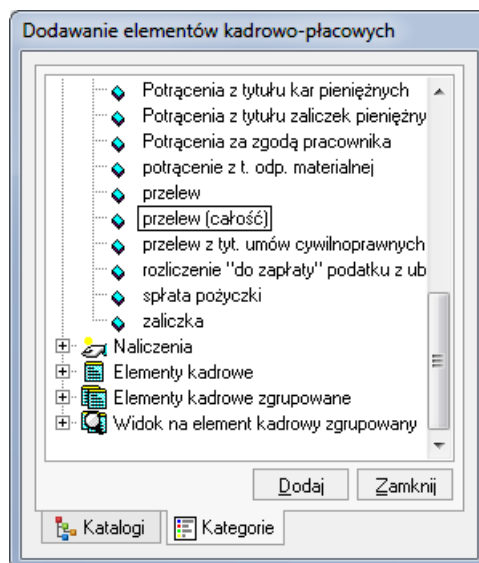 Dodawanie elementów kadrowo-płacowych
Potrącenia z tytułu kar pieniężnych
Potrącenia z tytułu zaliczek pieniężny
Potrącenia za zgodą pracownika
potrącenie z t. odp. materialnej
przelew
przelew (całość)
przelew z tyt. umów cywilnoprawnych
rozliczenie "do zapłaty" podatku z ub
spłata pożyczki
zaliczka
Naliczenia
Elementy kadrowe
Elementy kadrowe zgrupowane
Widok na element kadrowy zgrupowany
Dodaj Zamknij
Katalogi Kategorie